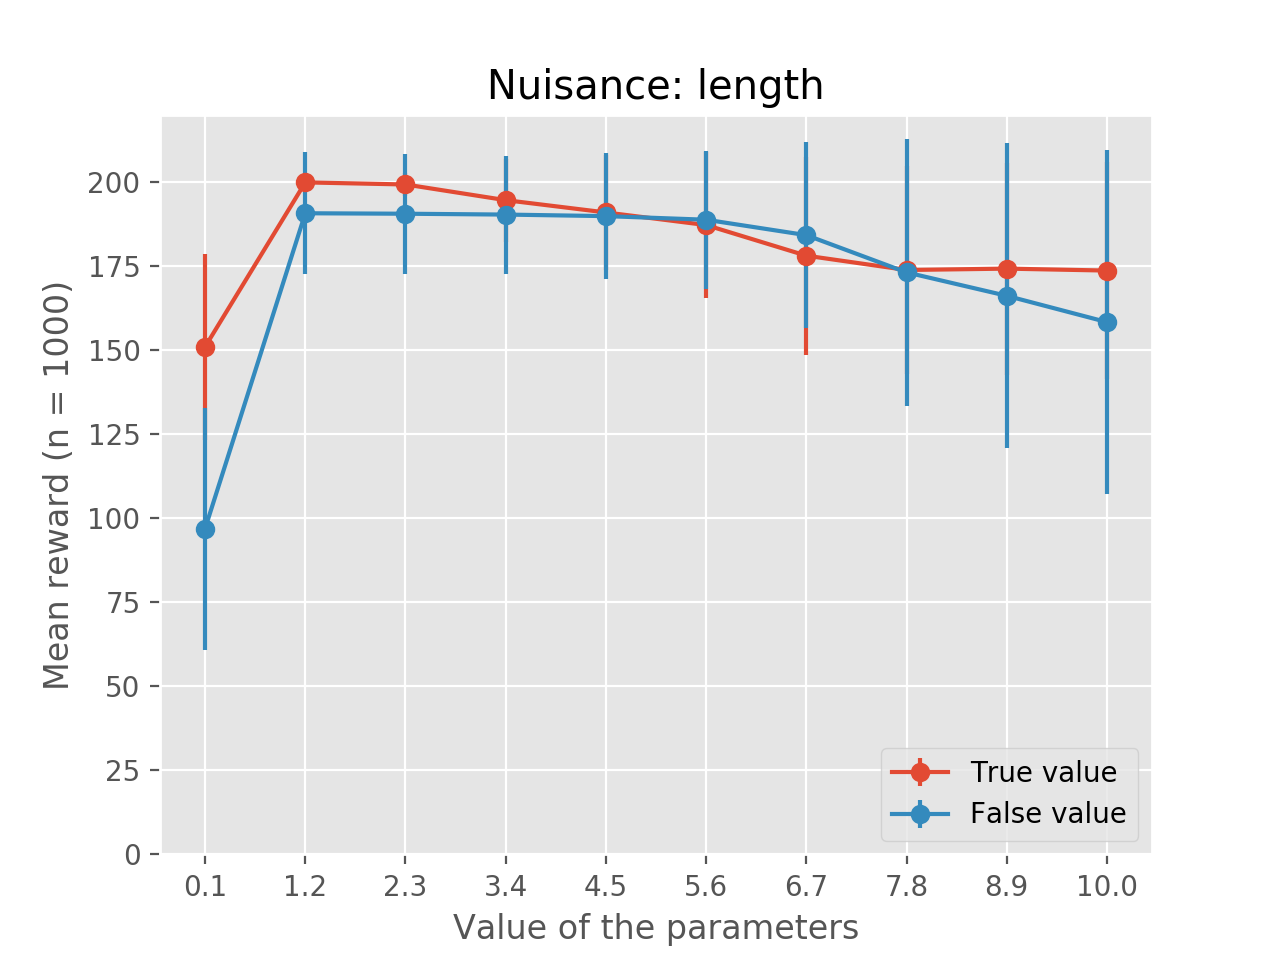 Nuisance: length
Mean reward (n = 1000)
200
175
150
125
100
75
50
25
0
True value
False value
0.1 1.2 2.3 3.4 4.5 5.6 6.7 7.8 8.9 10.0
Value of the parameters